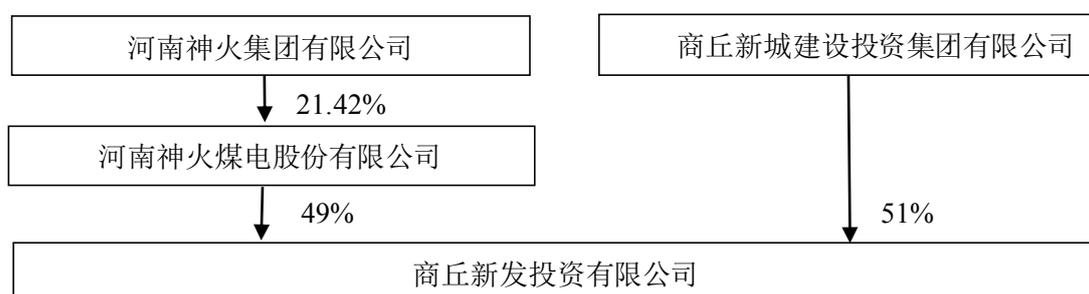 河南神火集团有限公司
商丘新城建设投资集团有限公司
21.42%
河南神火煤电股份有限公司
49%
51%
商丘新发投资有限公司